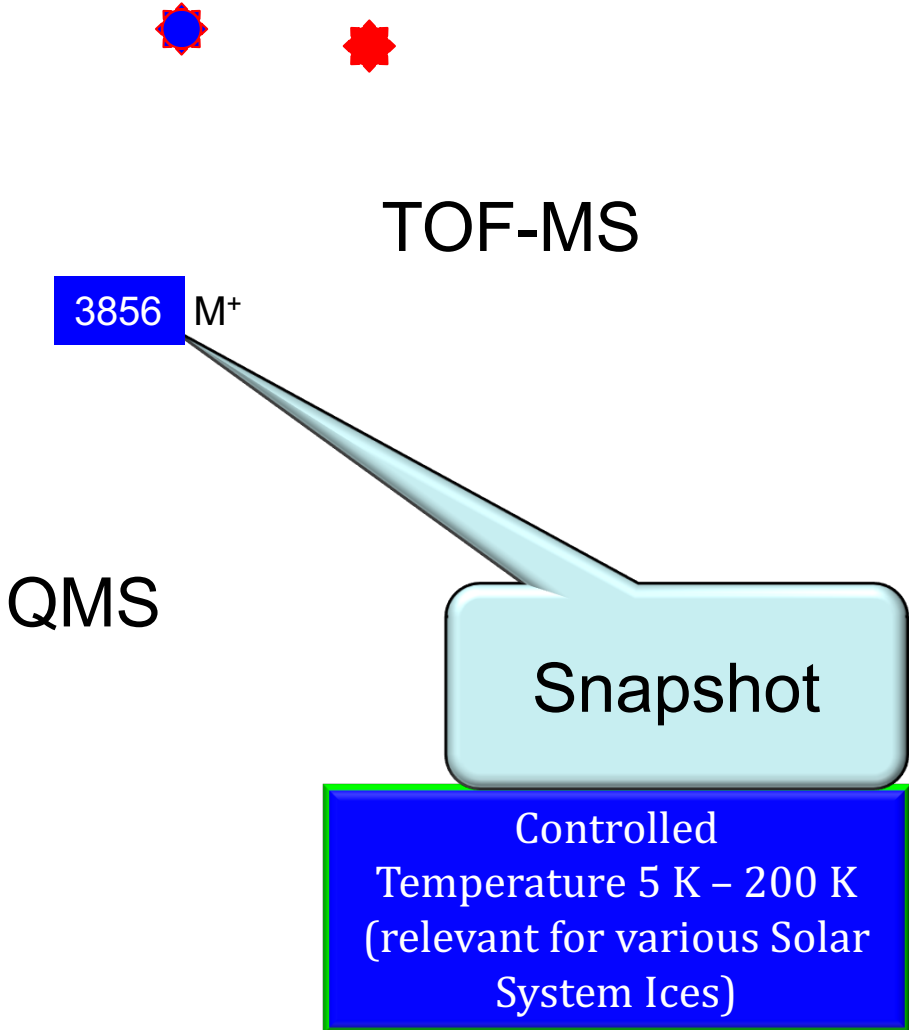 TOF-MS
3856 M⁺
QMS
Snapshot
Controlled
Temperature 5 K – 200 K
(relevant for various Solar
System Ices)